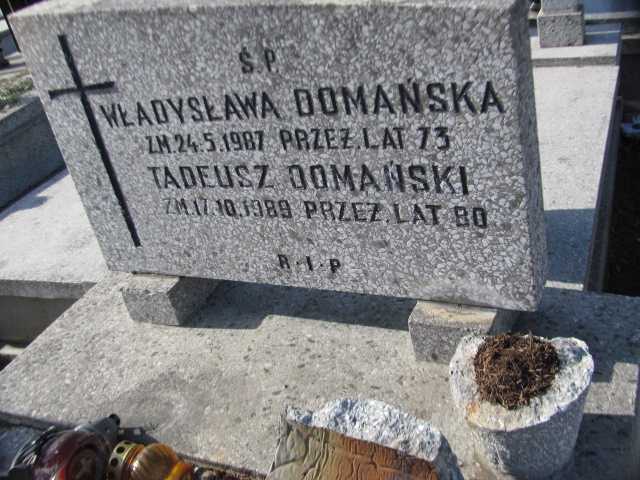 Ś.P.
WŁADYSŁAWA DOMAŃSKA
ZM.24.5.1987 PRZEŻ.LAT 73
TADEUSZ DOMAŃSKI
ZM.17.10.1989 PRZEŻ.LAT 80
R.I.P